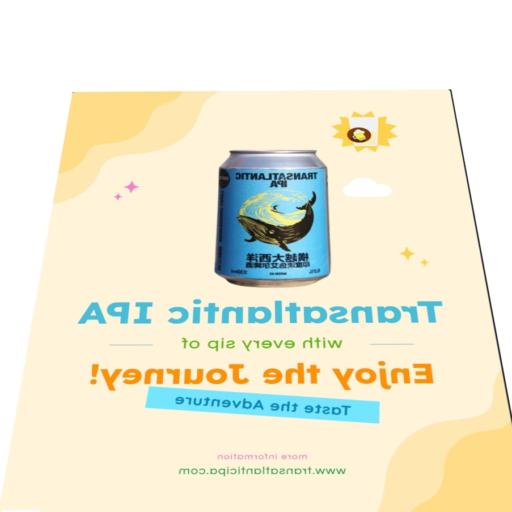 TRANSATLANTIC
IPA
横越大西洋
Transatlantic IPA
with every sip of
Enjoy the Journey!
Taste the Adventure
more information
www.transatlanticipa.com